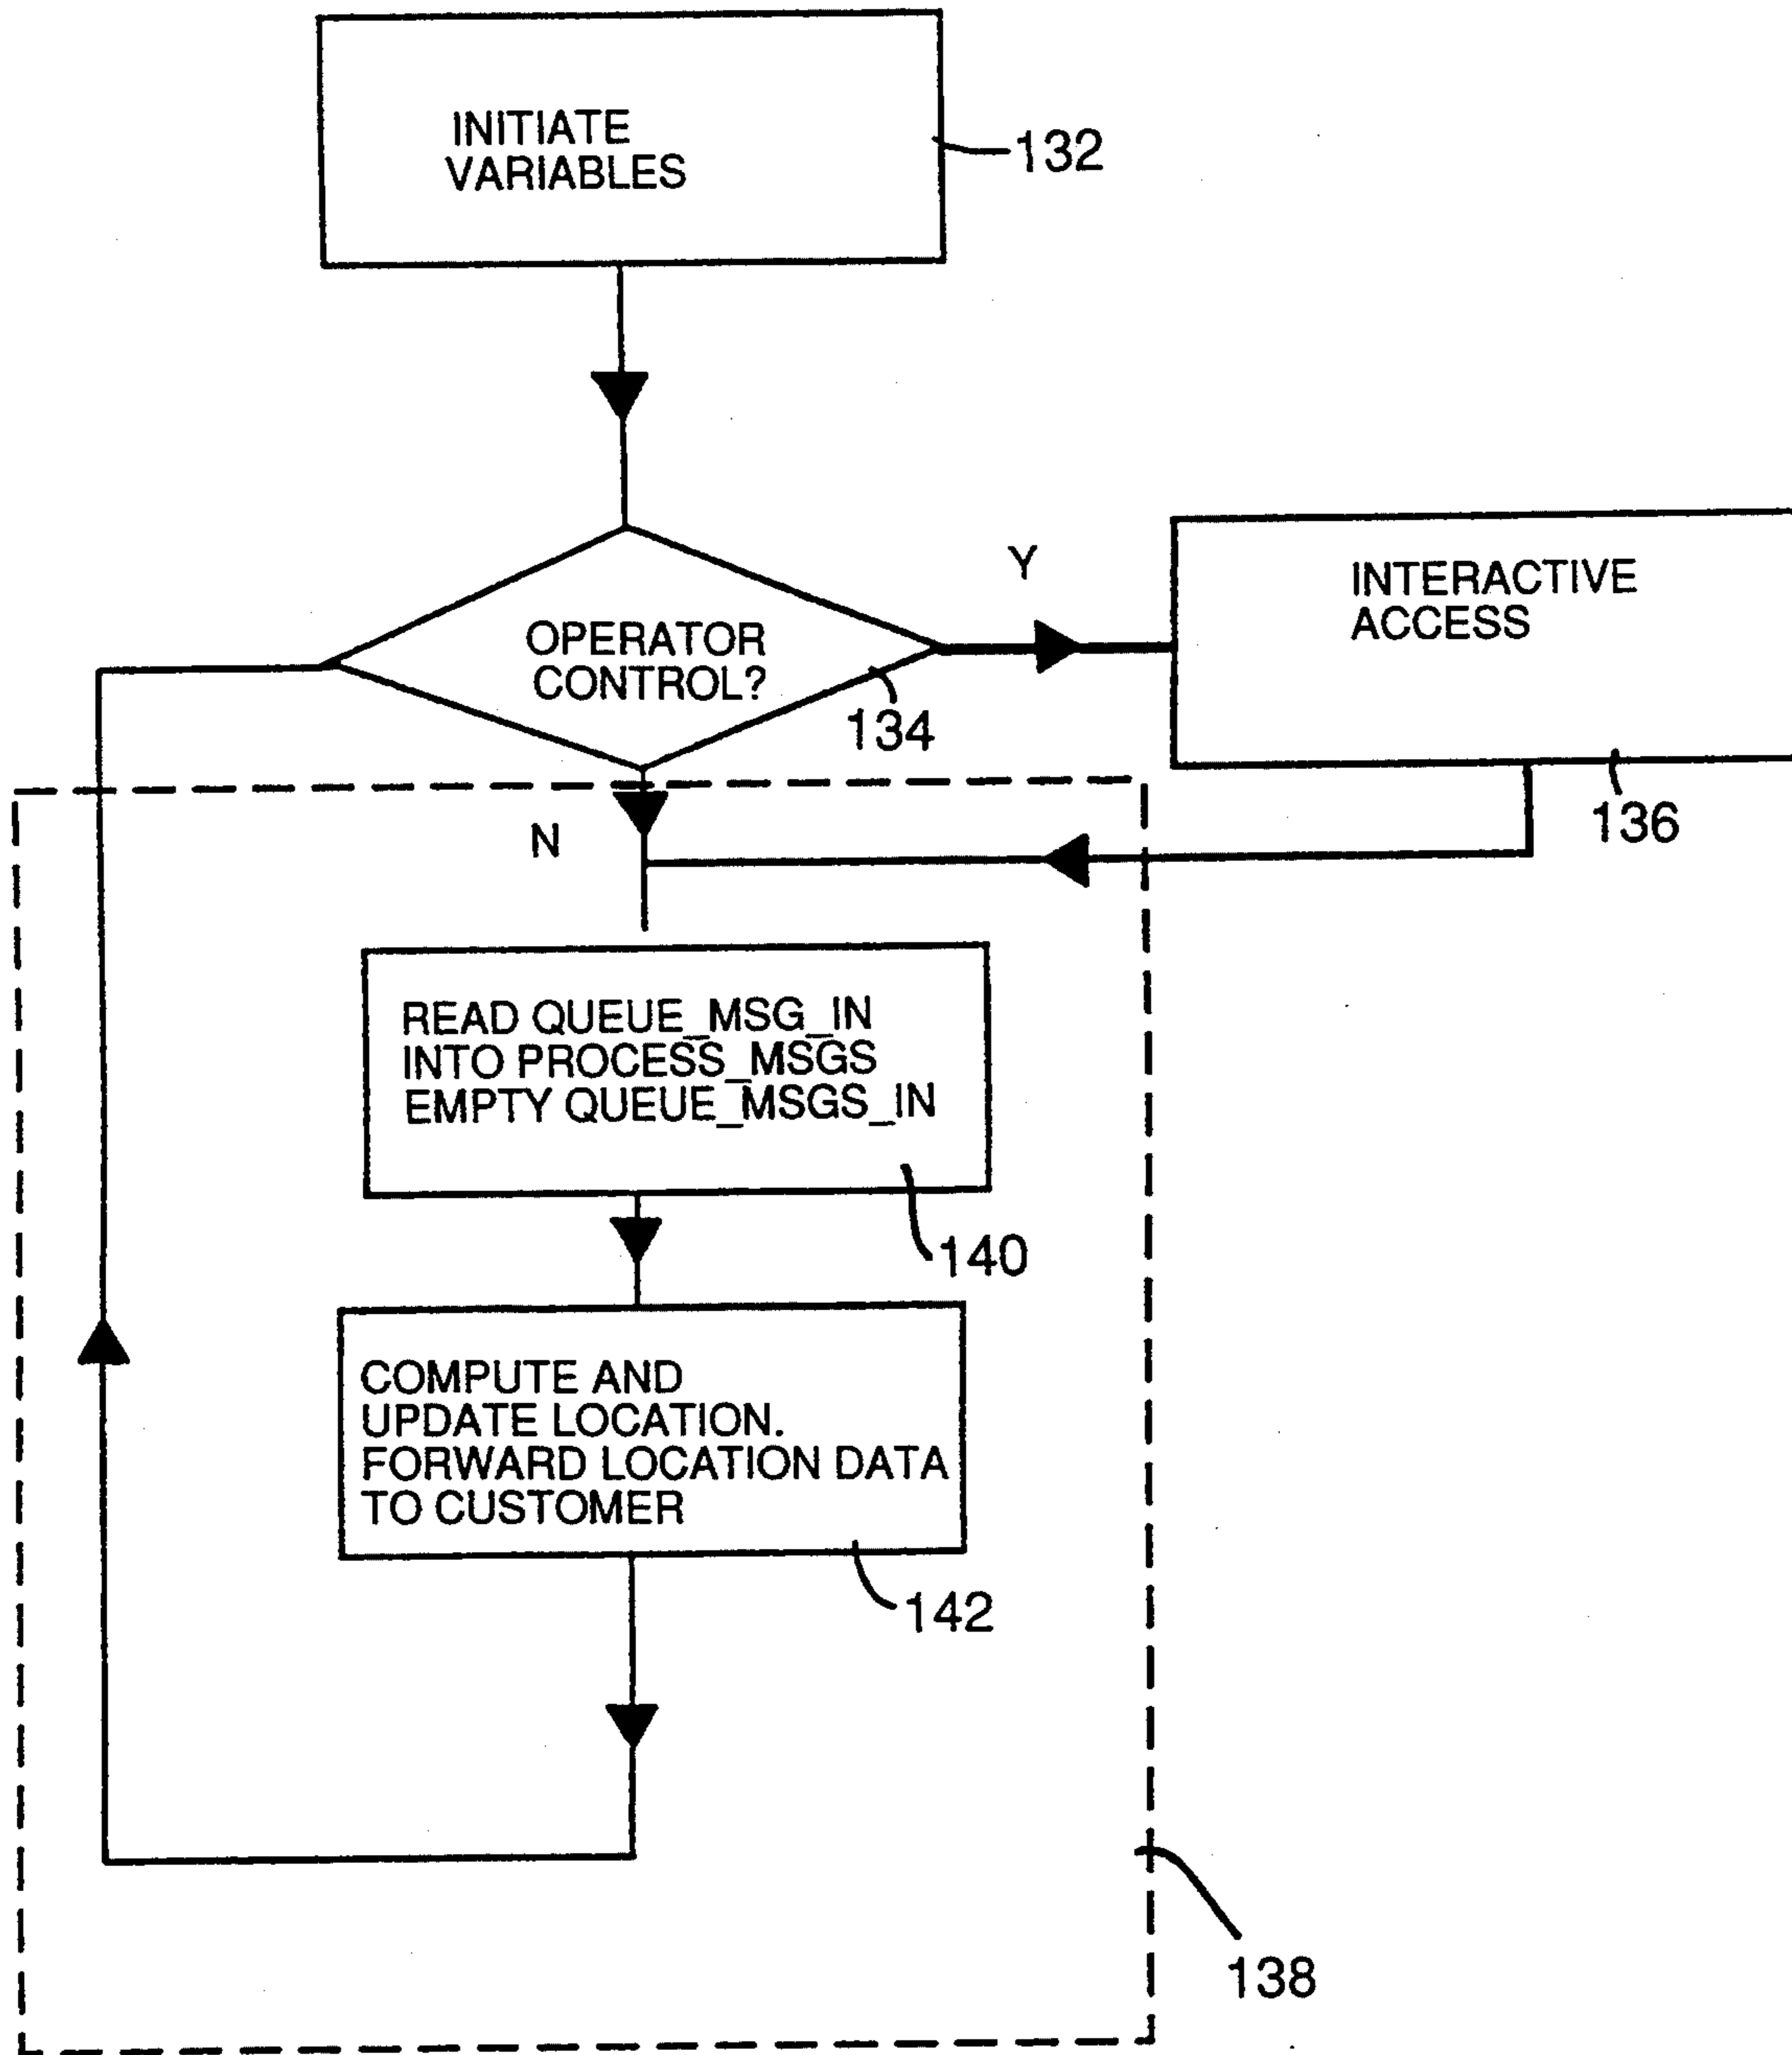 INITIATE
VARIABLES
132
OPERATOR
CONTROL?
134
Y
INTERACTIVE
ACCESS
136
N
READ QUEUE_MSG_IN
INTO PROCESS_MSGS
EMPTY QUEUE_MSGS_IN
140
COMPUTE AND
UPDATE LOCATION.
FORWARD LOCATION DATA
TO CUSTOMER
142
138